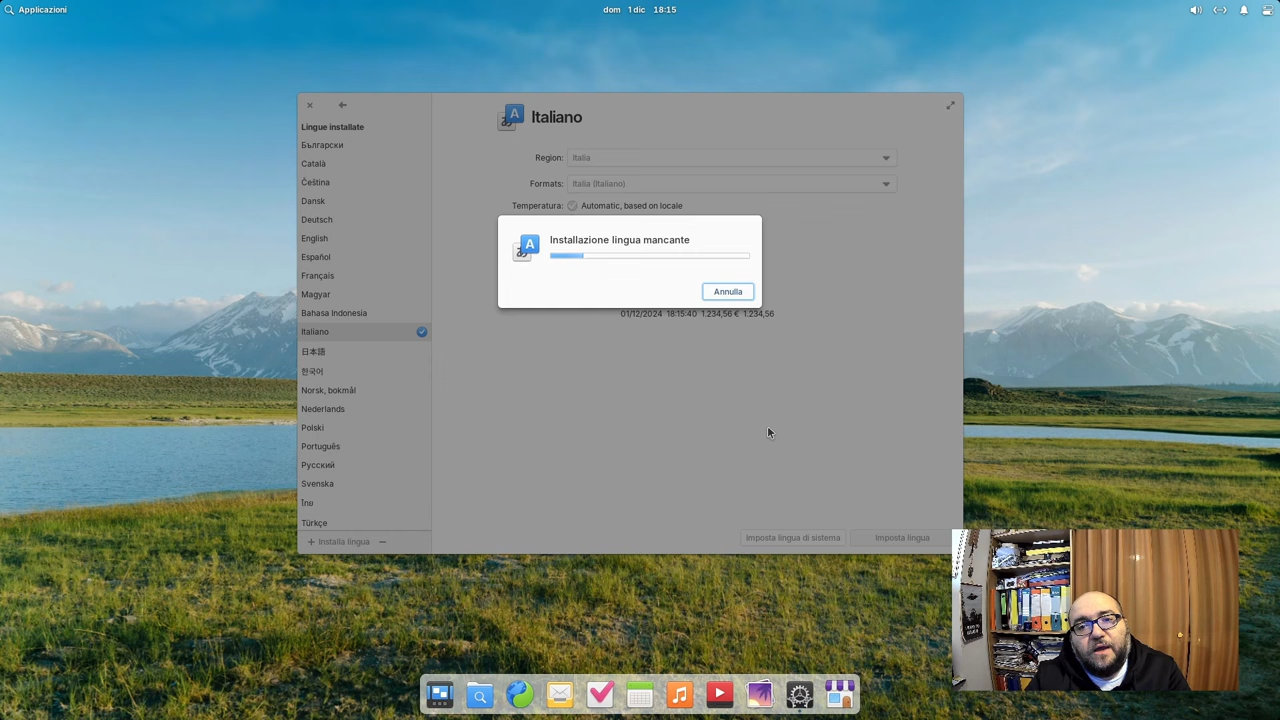 Applicazioni
dom 1 dic 18:15
Lingue installate
Български
Català
Čeština
Dansk
Deutsch
English
Español
Français
Magyar
Bahasa Indonesia
Italiano
日本語
한국어
Norsk, bokmål
Nederlands
Polski
Português
Русский
Svenska
ไทย
Türkçe
+ Installa lingua −
Italiano
Region: Italia
Formats: Italia (Italiano)
Temperatura: Automatic, based on locale
Installazione lingua mancante
Annulla
01/12/2024 18:15:40 1.234,56 € 1.234,56
Imposta lingua di sistema
Imposta lingua